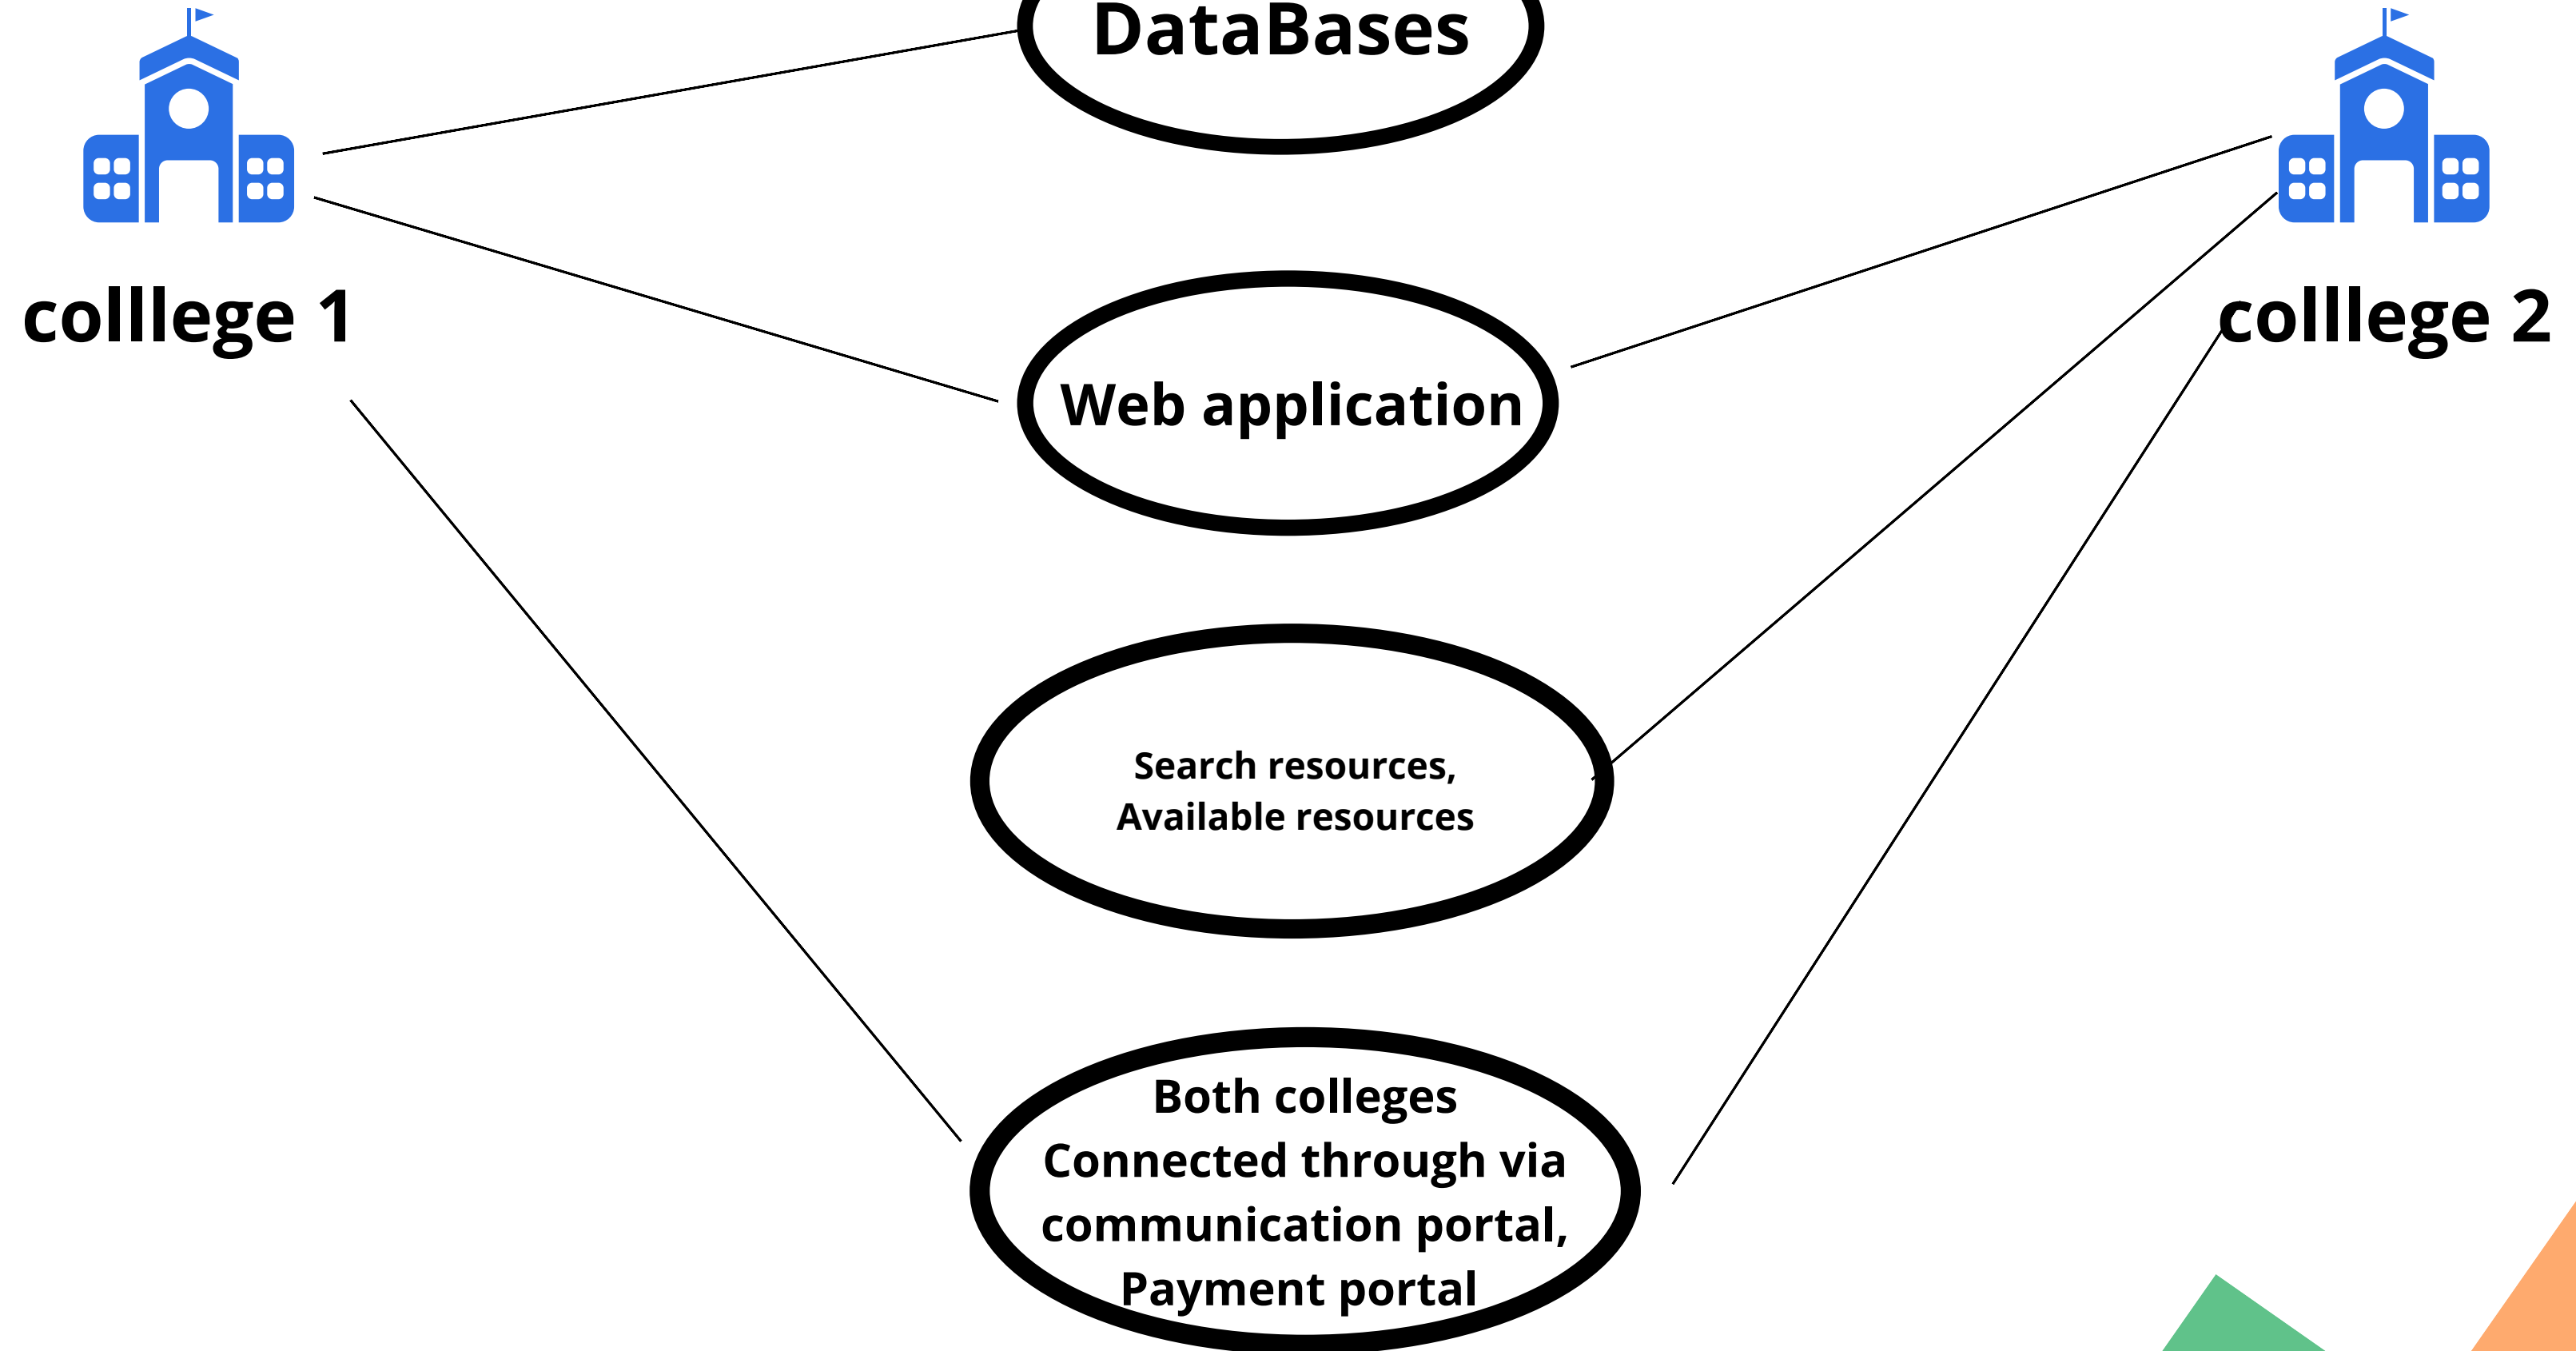 DataBases
colllege 1
colllege 2
Web application
Search resources,
Available resources
Both colleges
Connected through via
communication portal,
Payment portal